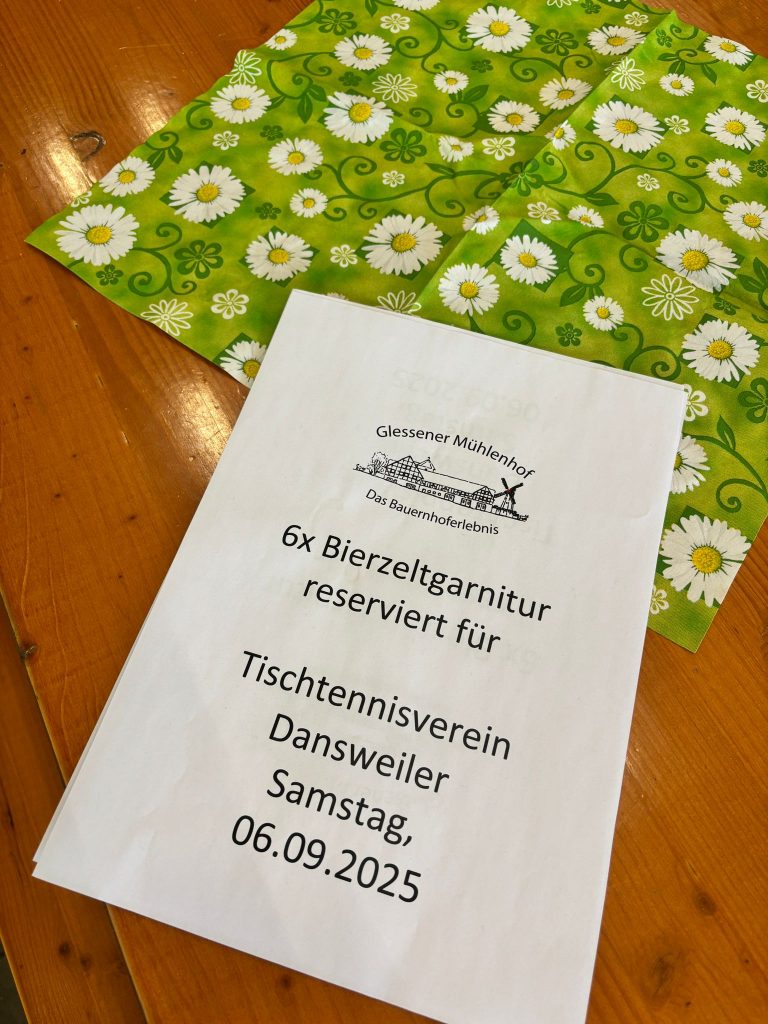 Glessener Mühlenhof
Das Bauernhoferlebnis
6x Bierzeltgarnitur
reserviert für
Tischtennisverein
Dansweiler
Samstag,
06.09.2025